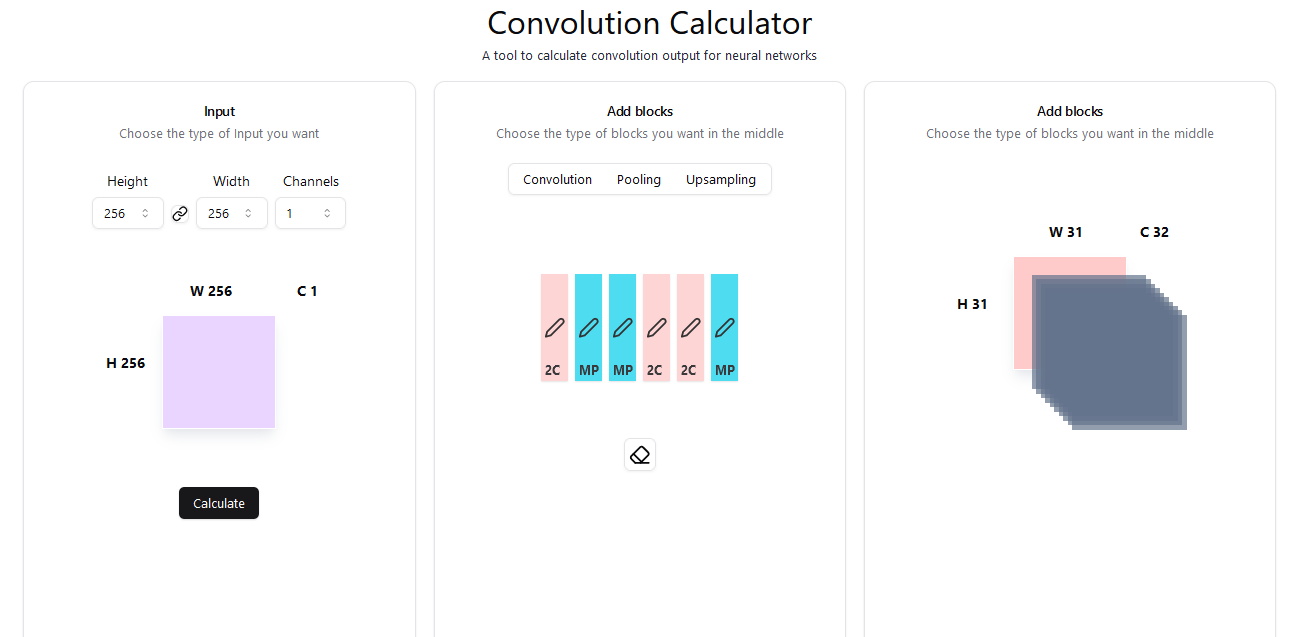 Convolution Calculator
A tool to calculate convolution output for neural networks
Input
Choose the type of Input you want
Height
Width
Channels
256
256
1
W 256
C 1
H 256
Calculate
Add blocks
Choose the type of blocks you want in the middle
Convolution
Pooling
Upsampling
2C
MP
MP
2C
2C
MP
Add blocks
Choose the type of blocks you want in the middle
W 31
C 32
H 31